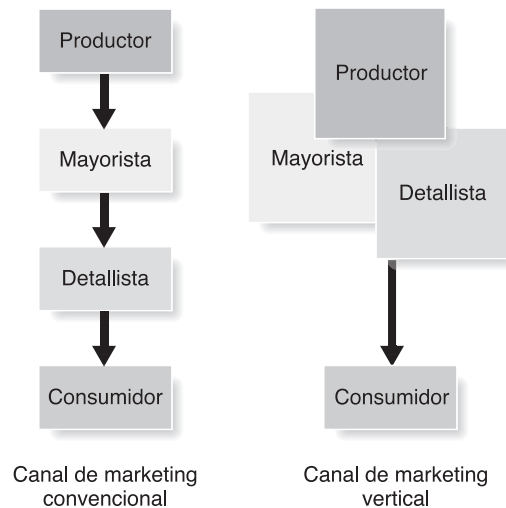 Productor
Mayorista
Detallista
Consumidor
Canal de marketing
convencional
Productor
Mayorista
Detallista
Consumidor
Canal de marketing
vertical